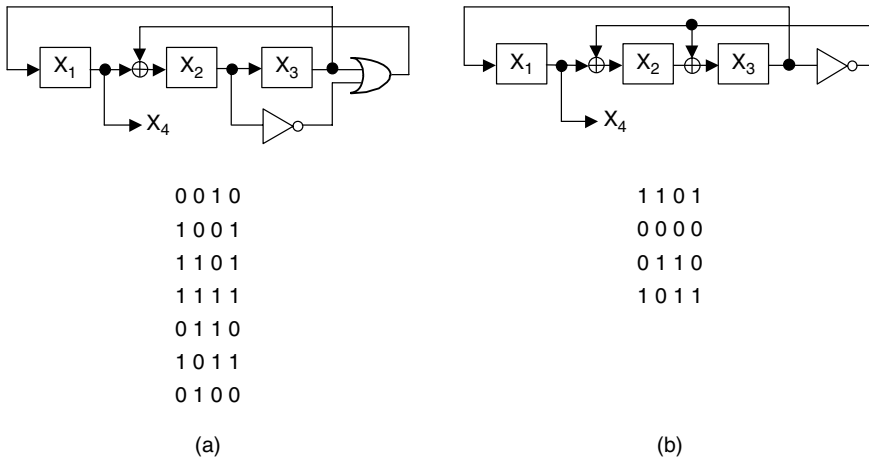 X1 X2 X3
X4
0 0 1 0
1 0 0 1
1 1 0 1
1 1 1 1
0 1 1 0
1 0 1 1
0 1 0 0
(a)
X1 X2 X3
X4
1 1 0 1
0 0 0 0
0 1 1 0
1 0 1 1
(b)